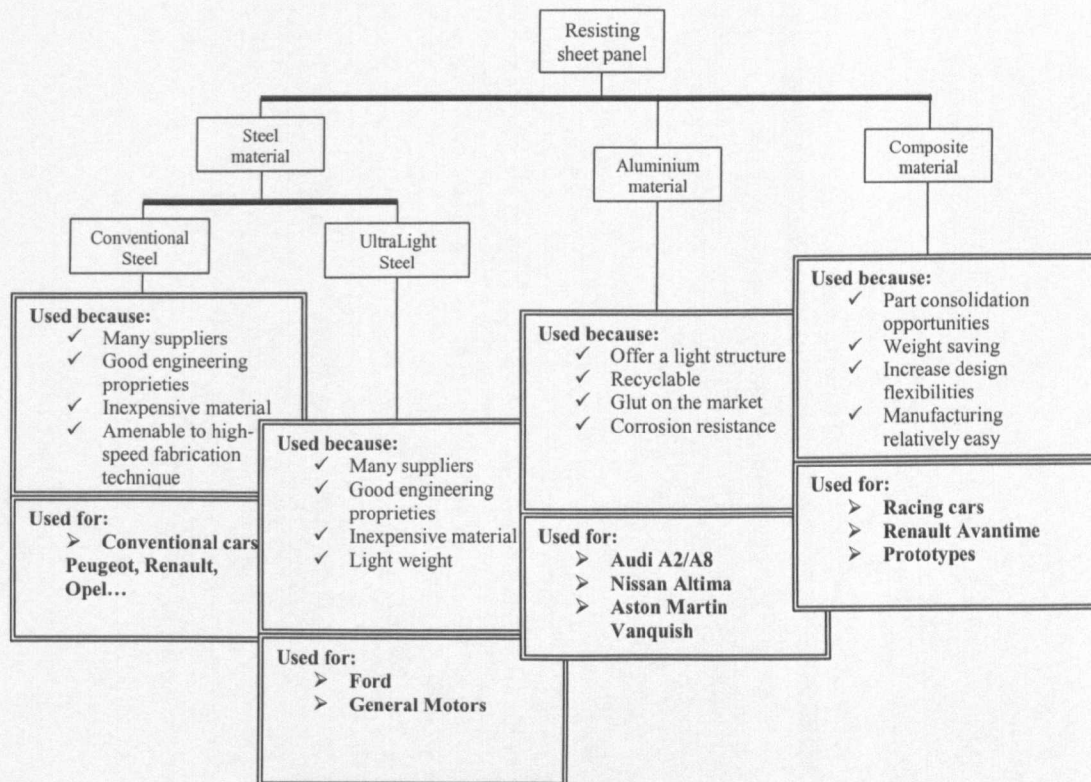 Resisting
sheet panel
Steel
material
Aluminium
material
Composite
material
Conventional
Steel
UltraLight
Steel
Used because:
✓ Many suppliers
✓ Good engineering
proprieties
✓ Inexpensive material
✓ Amenable to high-
speed fabrication
technique
Used for:
➢ Conventional cars
Peugeot, Renault,
Opel…
Used because:
✓ Many suppliers
✓ Good engineering
proprieties
✓ Inexpensive material
✓ Light weight
Used for:
➢ Ford
➢ General Motors
Used because:
✓ Offer a light structure
✓ Recyclable
✓ Glut on the market
✓ Corrosion resistance
Used for:
➢ Audi A2/A8
➢ Nissan Altima
➢ Aston Martin
Vanquish
Used because:
✓ Part consolidation
opportunities
✓ Weight saving
✓ Increase design
flexibilities
✓ Manufacturing
relatively easy
Used for:
➢ Racing cars
➢ Renault Avantime
➢ Prototypes